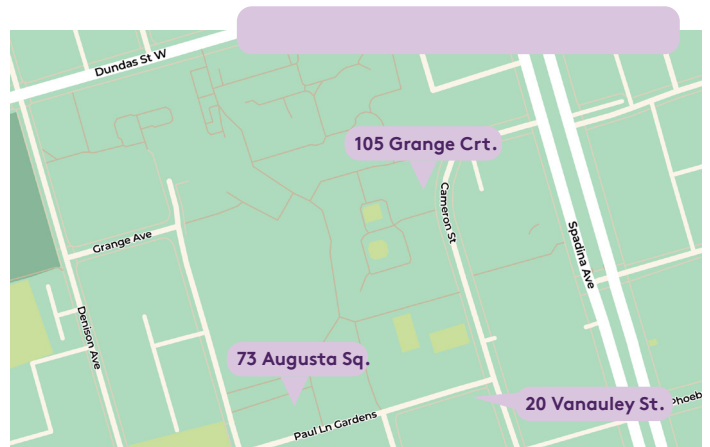 Dundas St W
105 Grange Crt.
Cameron St
Grange Ave
Spadina Ave
Denison Ave
73 Augusta Sq.
20 Vanauley St.
Phoeb
Paul Ln Gardens